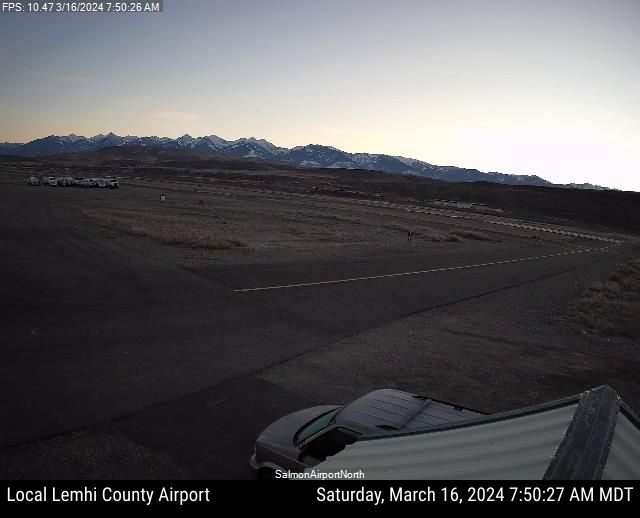 FPS: 10.47 3/16/2024 7:50:26 AM
SalmonAirportNorth
Local Lemhi County Airport
Saturday, March 16, 2024 7:50:27 AM MDT